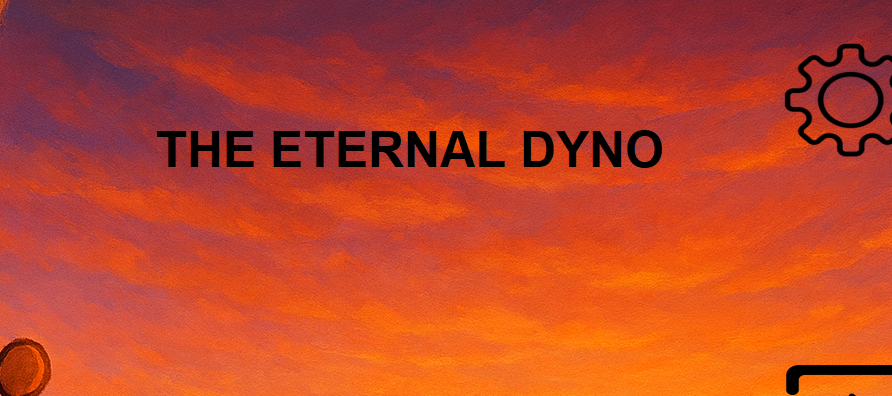 THE ETERNAL DYNO